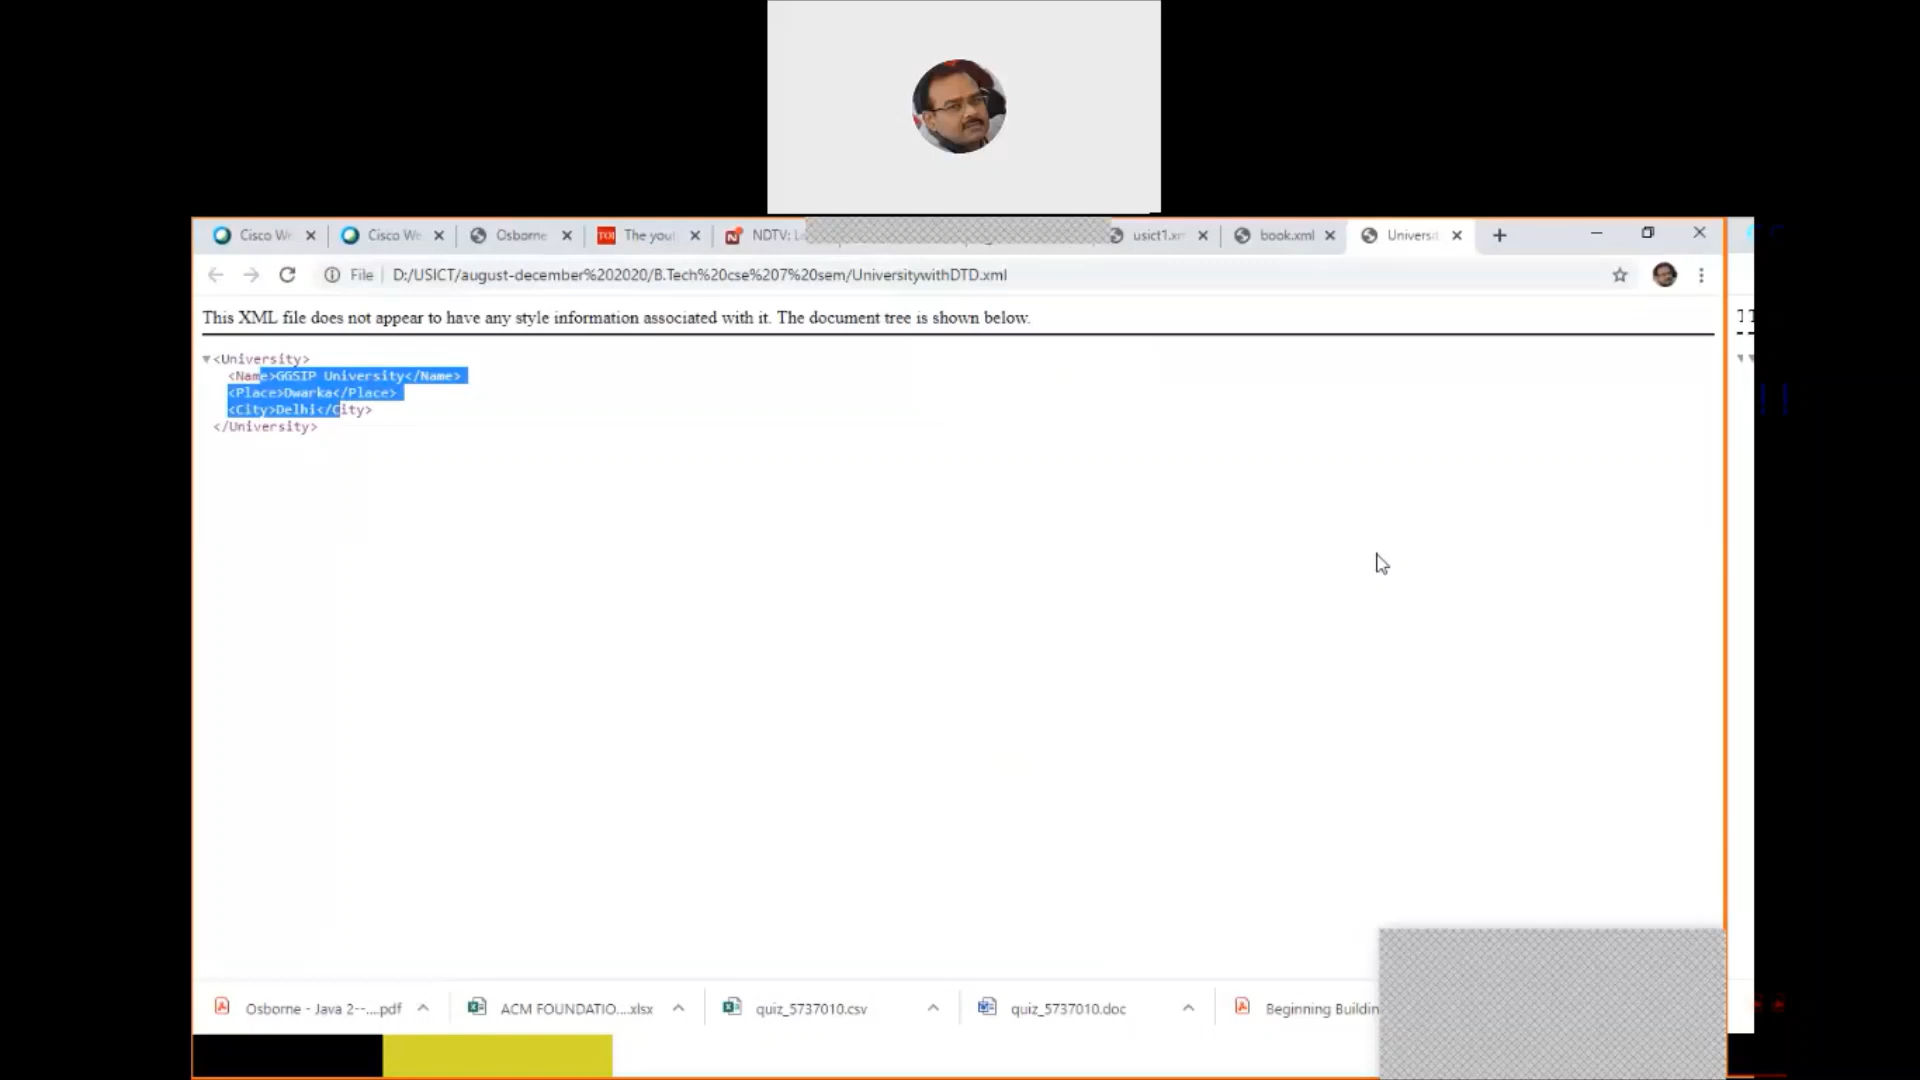 Cisco We
Cisco We
Osborne
TOI
The you
NDTV: L
usict1.x
book.xml
Universi
File
D:/USICT/august-december%202020/B.Tech%20cse%207%20sem/UniversitywithDTD.xml
This XML file does not appear to have any style information associated with it. The document tree is shown below.
<University>
<Name>GGSIP University</Name>
<Place>Dwarka</Place>
<City>Delhi</City>
</University>
Osborne - Java 2--....pdf
ACM FOUNDATIO....xlsx
quiz_5737010.csv
quiz_5737010.doc
Beginning Buildin